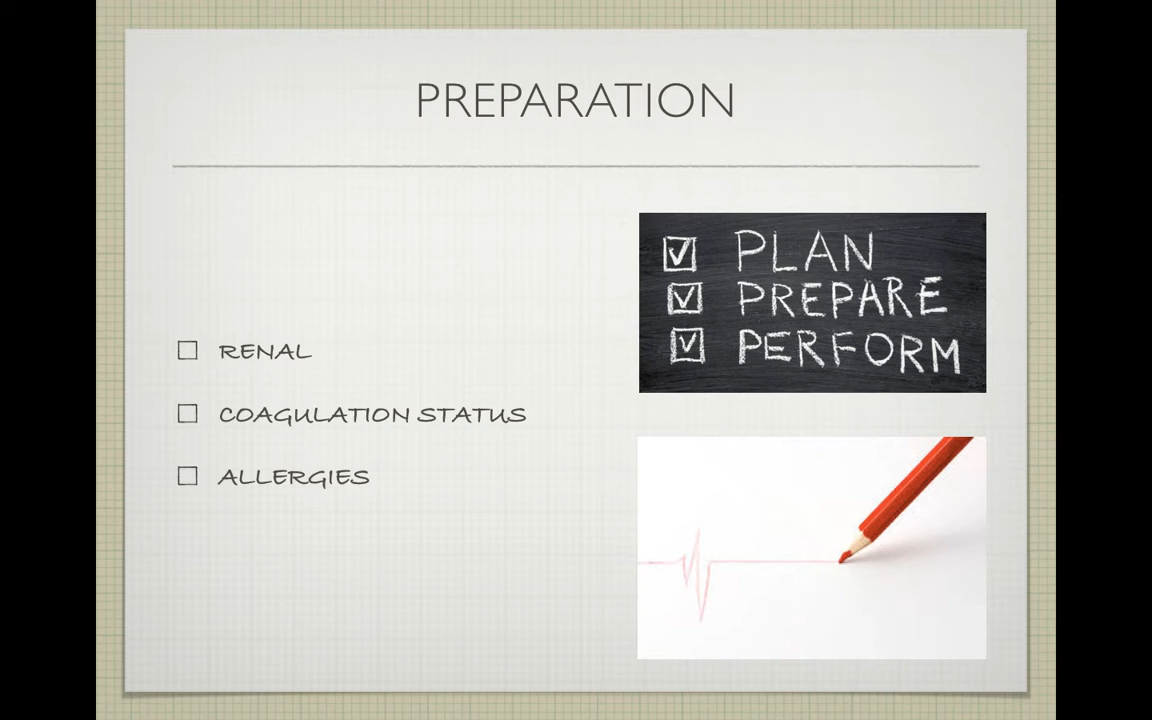 PREPARATION
RENAL
COAGULATION STATUS
ALLERGIES
PLAN
PREPARE
PERFORM